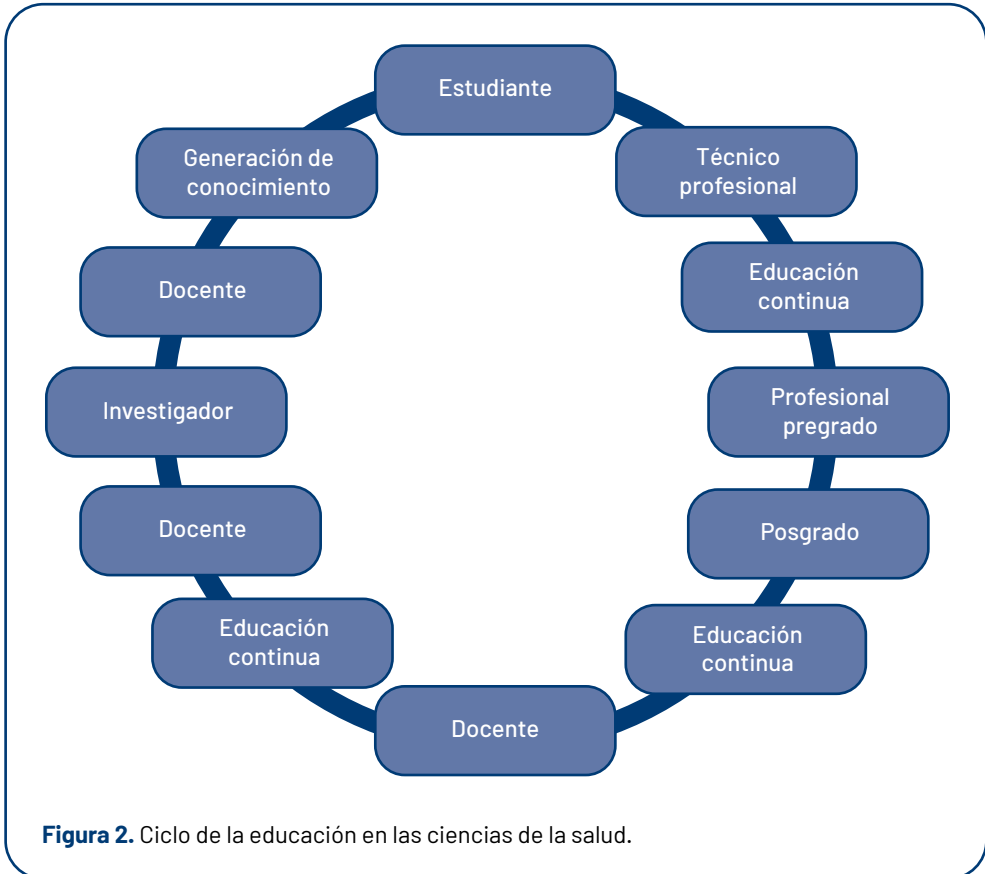 Estudiante
Técnico
profesional
Educación
continua
Profesional
pregrado
Posgrado
Educación
continua
Docente
Educación
continua
Docente
Investigador
Docente
Generación de
conocimiento
Figura 2. Ciclo de la educación en las ciencias de la salud.